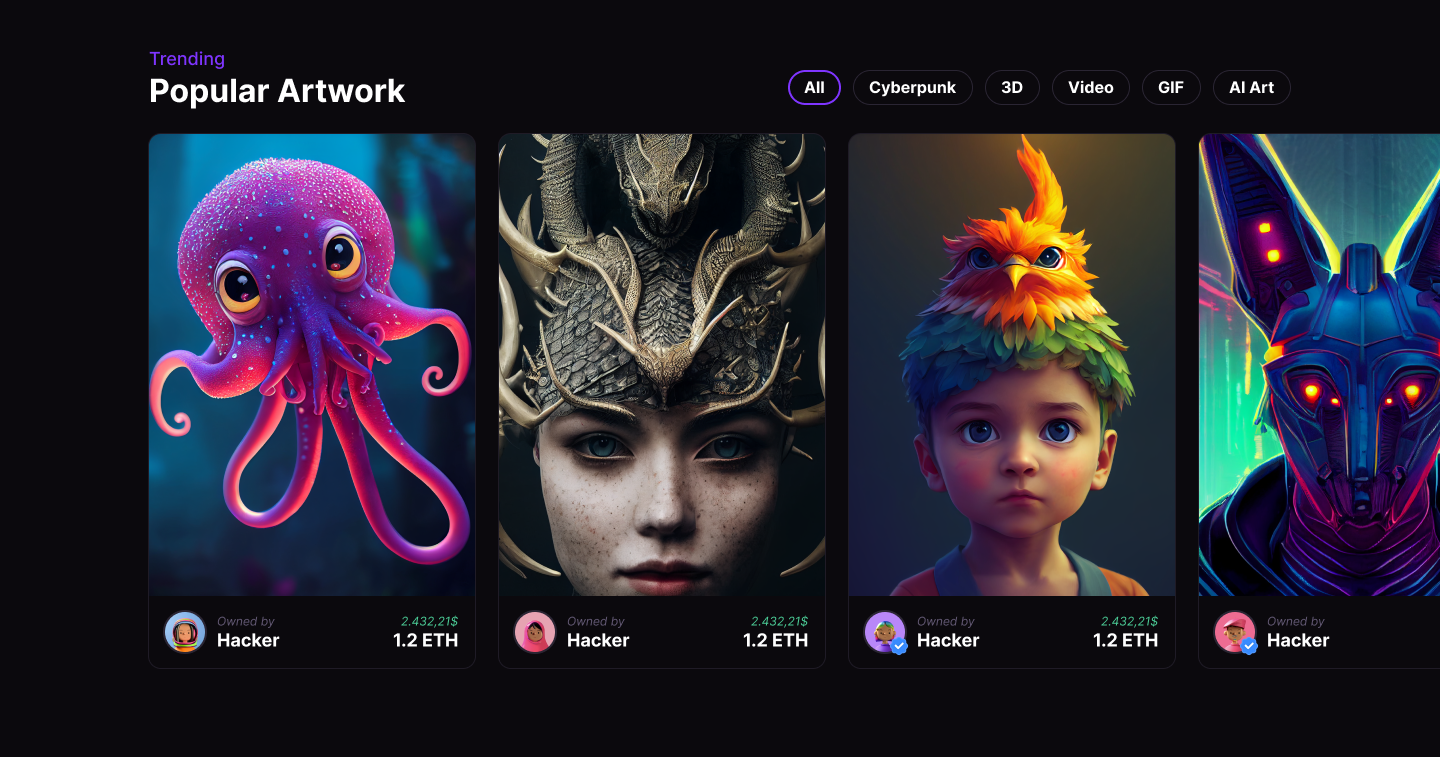 Trending
Popular Artwork
All
Cyberpunk
3D
Video
GIF
AI Art
Owned by
Hacker
2.432,21$
1.2 ETH
Owned by
Hacker
2.432,21$
1.2 ETH
Owned by
Hacker
2.432,21$
1.2 ETH
Owned by
Hacker